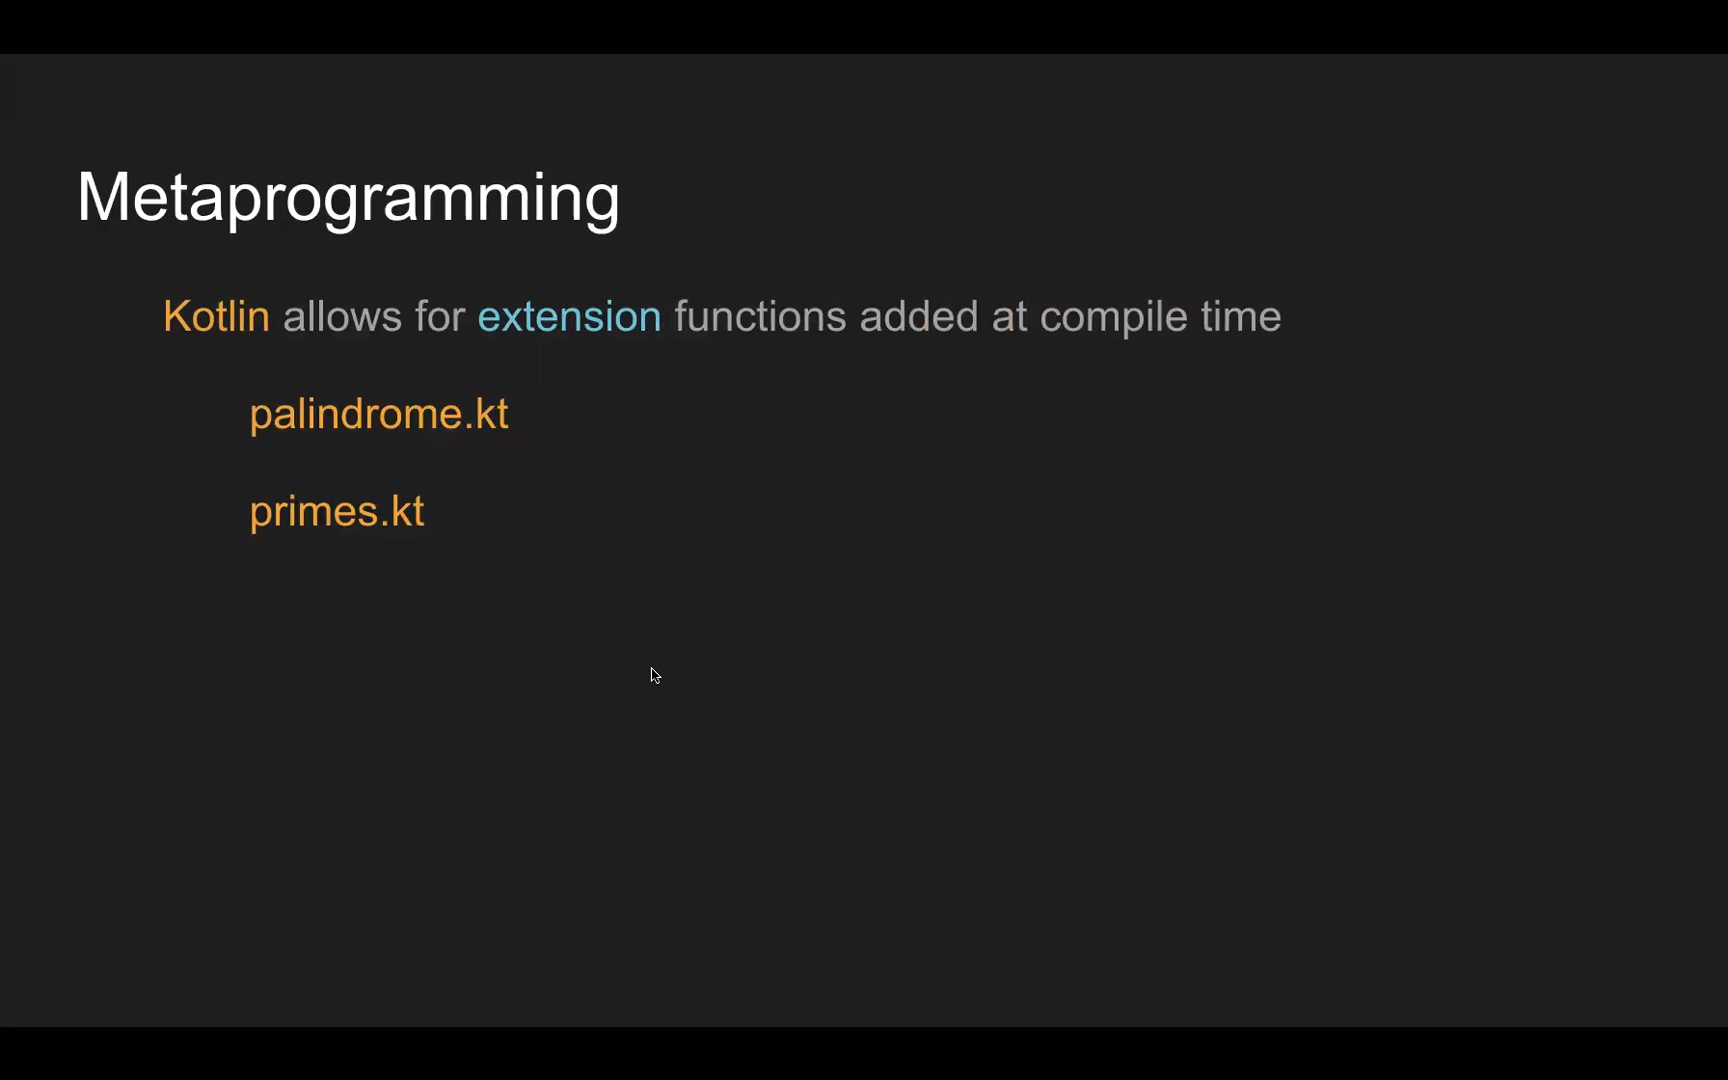 Metaprogramming
Kotlin allows for extension functions added at compile time
palindrome.kt
primes.kt